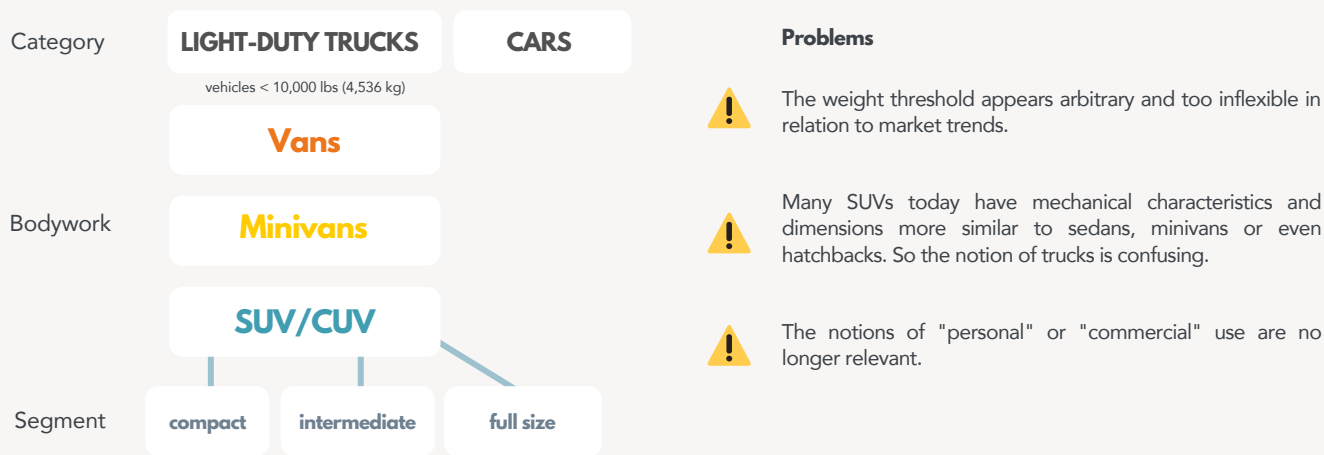 Category
LIGHT-DUTY TRUCKS
CARS
vehicles < 10,000 lbs (4,536 kg)
Vans
Bodywork
Minivans
SUV/CUV
Segment
compact
intermediate
full size
Problems
The weight threshold appears arbitrary and too inflexible in
relation to market trends.
Many SUVs today have mechanical characteristics and
dimensions more similar to sedans, minivans or even
hatchbacks. So the notion of trucks is confusing.
The notions of "personal" or "commercial" use are no
longer relevant.